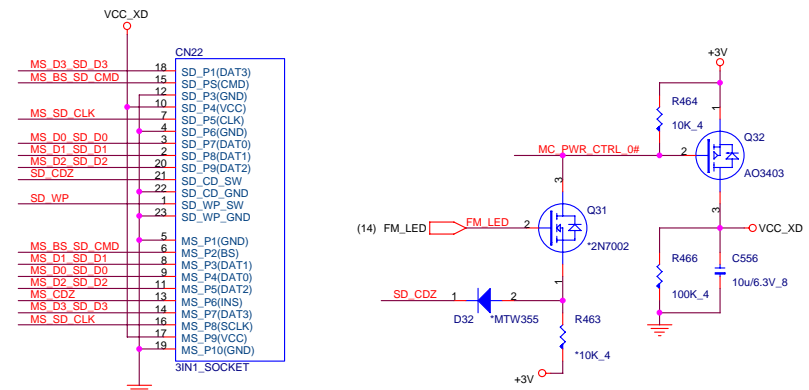 VCC_XD
CN22
MS_D3_SD_D3 18 SD_P1(DAT3)
MS_BS_SD_CMD 15 SD_PS(CMD)
12 SD_P3(GND)
10 SD_P4(VCC)
MS_SD_CLK 7 SD_P5(CLK)
4 SD_P6(GND)
MS_D0_SD_D0 3 SD_P7(DAT0)
MS_D1_SD_D1 2 SD_P8(DAT1)
MS_D2_SD_D2 20 SD_P9(DAT2)
SD_CDZ 21 SD_CD_SW
22 SD_CD_GND
SD_WP 1 SD_WP_SW
23 SD_WP_GND
5 MS_P1(GND)
MS_BS_SD_CMD 6 MS_P2(BS)
MS_D1_SD_D1 8 MS_P3(DAT1)
MS_D0_SD_D0 9 MS_P4(DAT0)
MS_D2_SD_D2 11 MS_P5(DAT2)
MS_CDZ 13 MS_P6(INS)
MS_D3_SD_D3 14 MS_P7(DAT3)
MS_SD_CLK 16 MS_P8(SCLK)
17 MS_P9(VCC)
19 MS_P10(GND)
3IN1_SOCKET
+3V
R464
10K_4
1
Q32
MC_PWR_CTRL_0#
2
AO3403
3
3
Q31
(14) FM_LED FM_LED 2
*2N7002
1
VCC_XD
R466
100K_4
C556
10u/6.3V_8
SD_CDZ 1 2
D32 *MTW355
R463
*10K_4
+3V